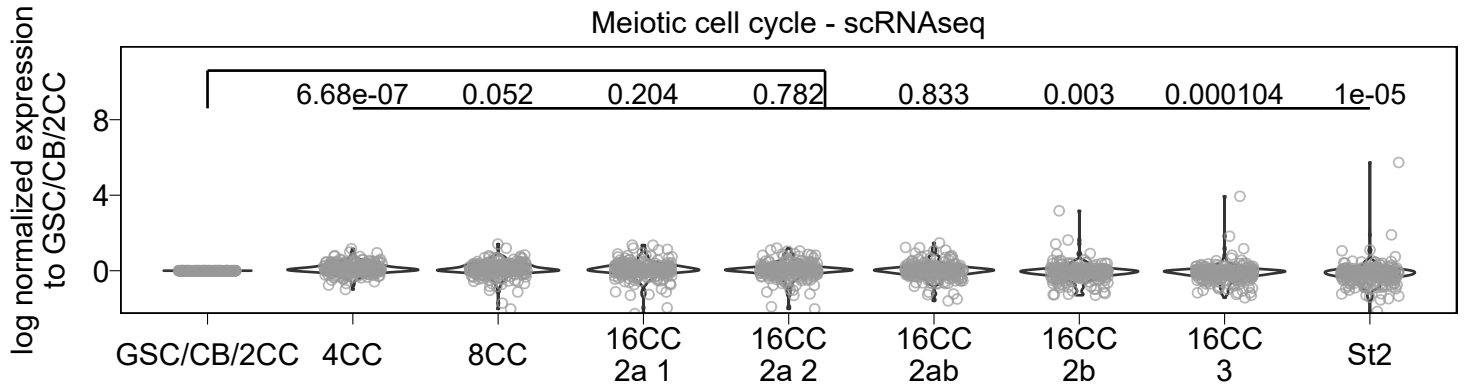 Meiotic cell cycle - scRNAseq
log normalized expression
to GSC/CB/2CC
6.68e-07 0.052 0.204 0.782 0.833 0.003 0.000104 1e-05
8
4
0
GSC/CB/2CC 4CC 8CC 16CC 16CC 16CC 16CC 16CC St2
2a 1 2a 2 2ab 2b 3